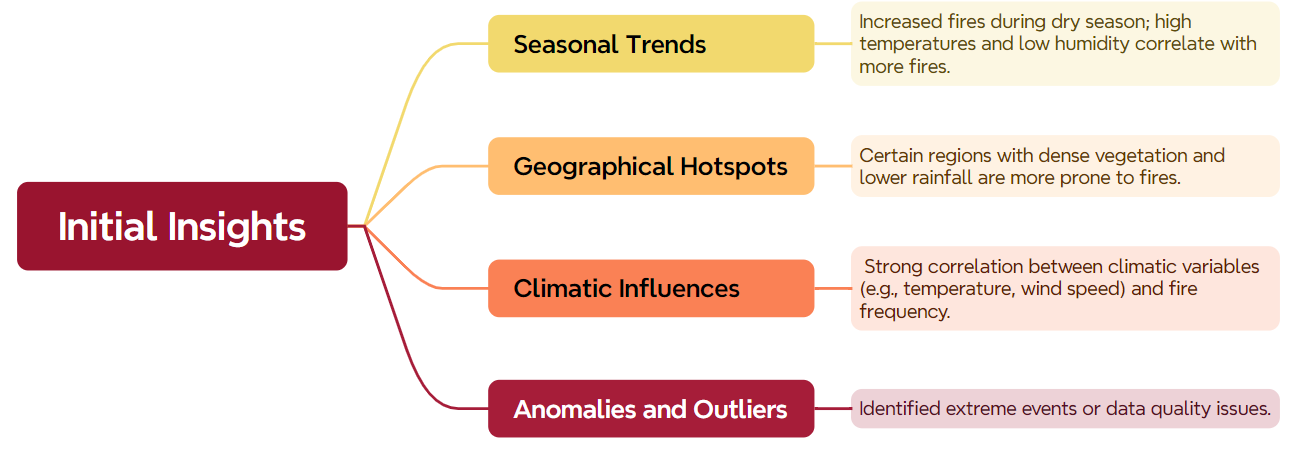 Initial Insights
Seasonal Trends
Increased fires during dry season; high
temperatures and low humidity correlate with
more fires.
Geographical Hotspots
Certain regions with dense vegetation and
lower rainfall are more prone to fires.
Climatic Influences
Strong correlation between climatic variables
(e.g., temperature, wind speed) and fire
frequency.
Anomalies and Outliers
Identified extreme events or data quality issues.